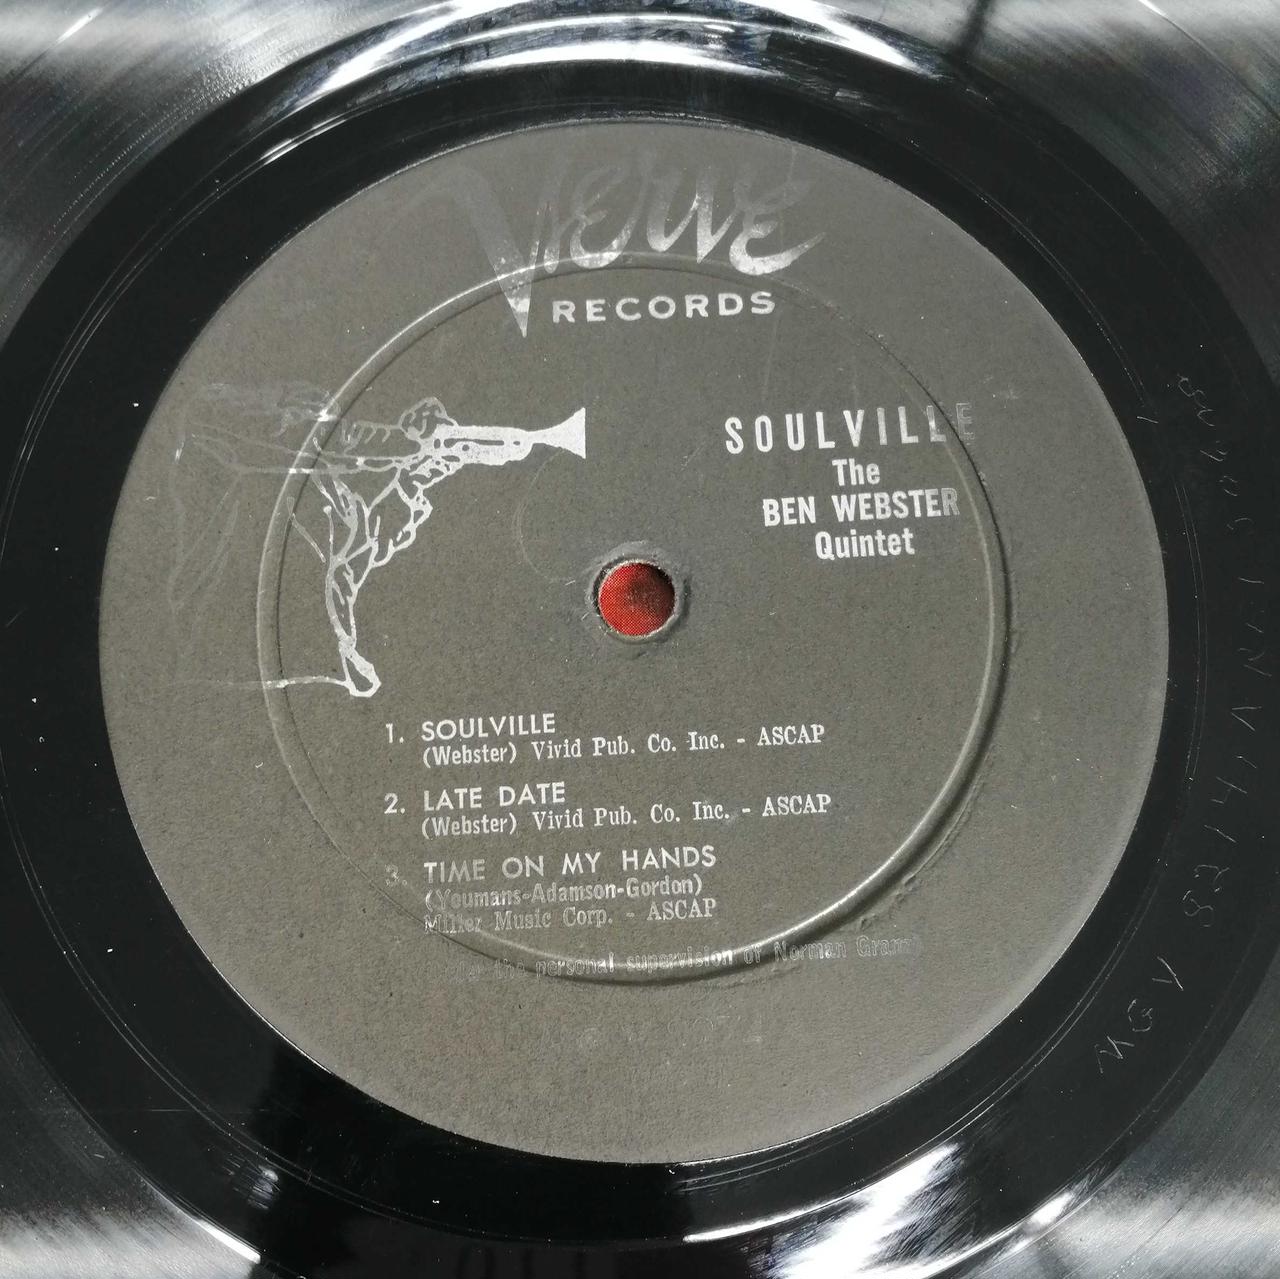 Verve
RECORDS
SOULVILLE
The
BEN WEBSTER
Quintet
1. SOULVILLE
(Webster) Vivid Pub. Co. Inc. - ASCAP
2. LATE DATE
(Webster) Vivid Pub. Co. Inc. - ASCAP
3. TIME ON MY HANDS
(Youmans-Adamson-Gordon)
Miller Music Corp. - ASCAP
the personal supervision of Norman Granz
MGV 8274